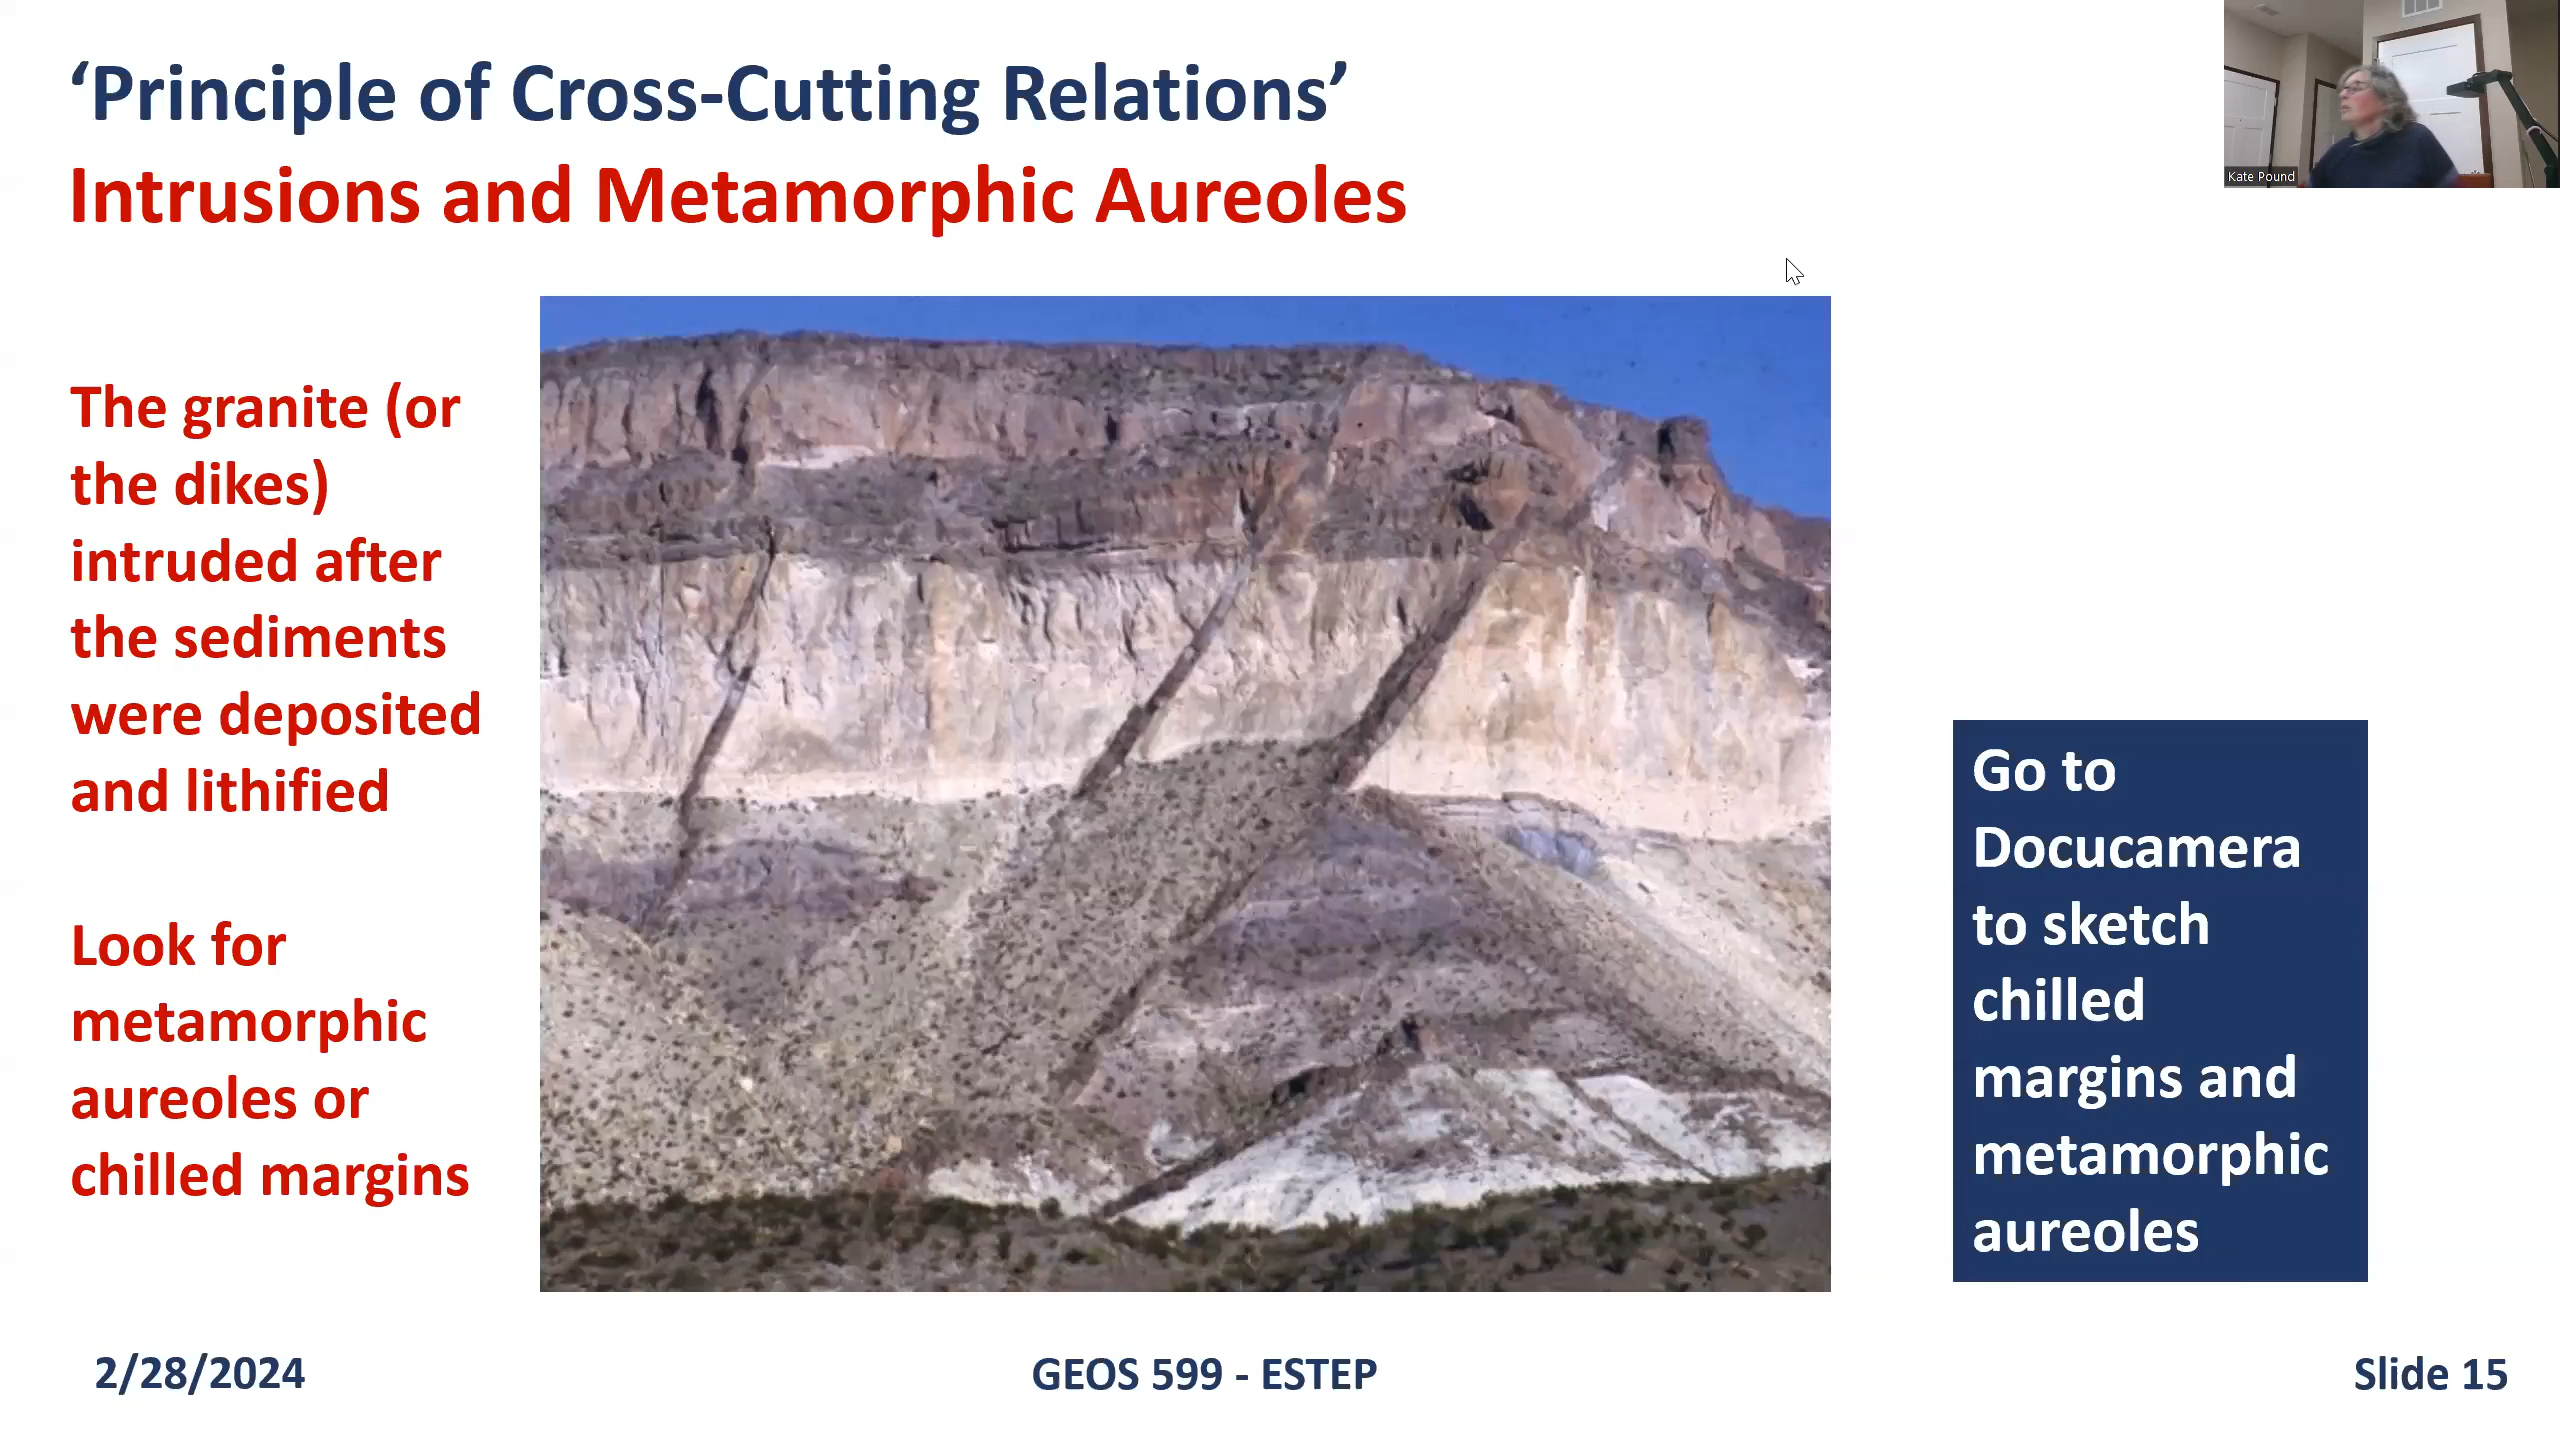 ‘Principle of Cross-Cutting Relations’
Intrusions and Metamorphic Aureoles
Kate Pound
The granite (or
the dikes)
intruded after
the sediments
were deposited
and lithified
Look for
metamorphic
aureoles or
chilled margins
Go to
Docucamera
to sketch
chilled
margins and
metamorphic
aureoles
2/28/2024
GEOS 599 - ESTEP
Slide 15